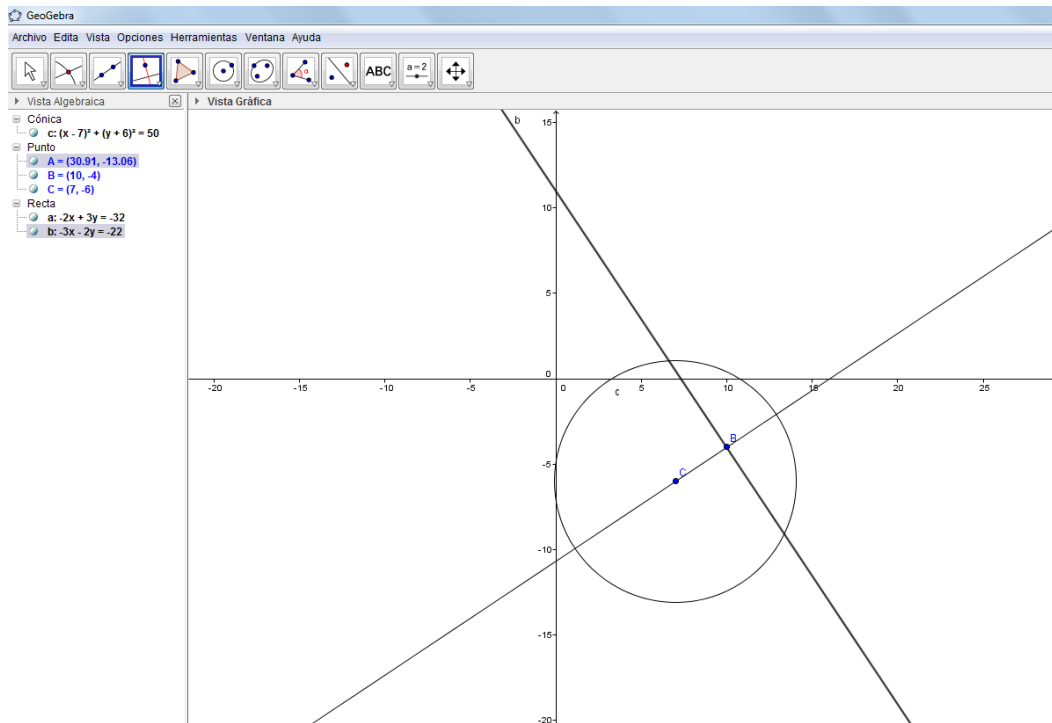 GeoGebra
Archivo Edita Vista Opciones Herramientas Ventana Ayuda
ABC
a = 2
α
Vista Algebraica
Vista Gráfica
Cónica
c: (x - 7)² + (y + 6)² = 50
Punto
A = (30.91, -13.06)
B = (10, -4)
C = (7, -6)
Recta
a: -2x + 3y = -32
b: -3x - 2y = -22
b
15
10
5
0
-20
-15
-10
-5
0
5
10
15
20
25
c
B
C
-5
-10
-15
-20